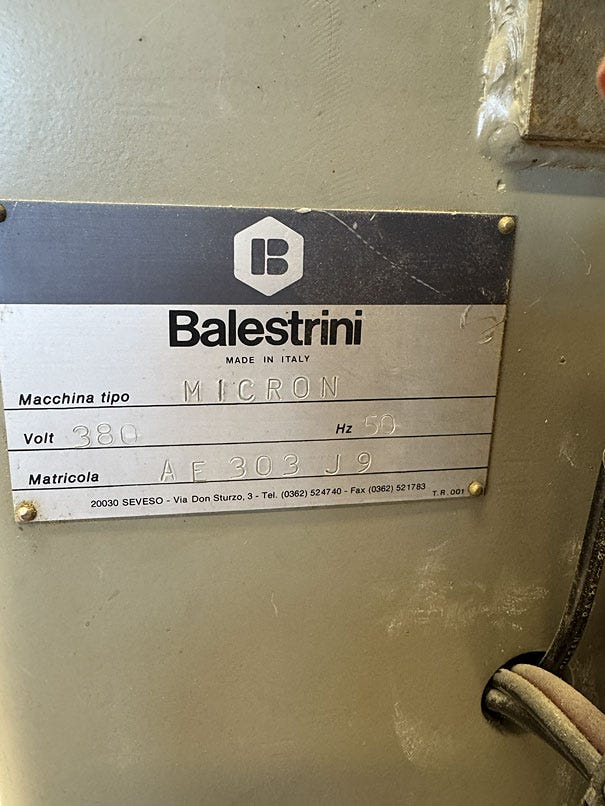 B
Balestrini
MADE IN ITALY
Macchina tipo MICRON
Volt 380 Hz 50
Matricola AE 303 J9
20030 SEVESO - Via Don Sturzo, 3 - Tel. (0362) 524740 - Fax (0362) 521783 T.R. 001